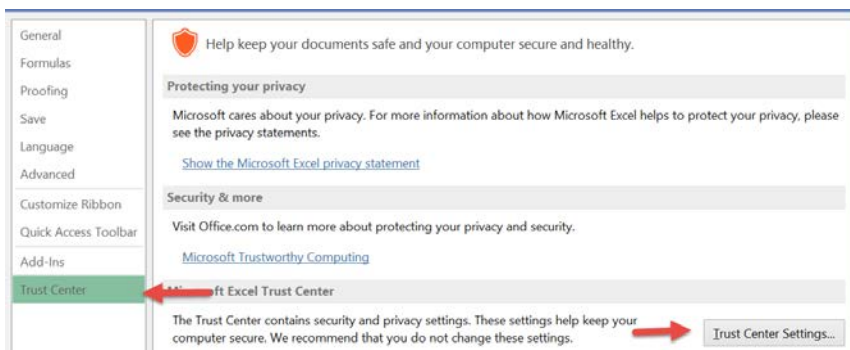 General
Formulas
Proofing
Save
Language
Advanced
Customize Ribbon
Quick Access Toolbar
Add-Ins
Trust Center
Help keep your documents safe and your computer secure and healthy.
Protecting your privacy
Microsoft cares about your privacy. For more information about how Microsoft Excel helps to protect your privacy, please
see the privacy statements.
Show the Microsoft Excel privacy statement
Security & more
Visit Office.com to learn more about protecting your privacy and security.
Microsoft Trustworthy Computing
Excel Trust Center
The Trust Center contains security and privacy settings. These settings help keep your
computer secure. We recommend that you do not change these settings.
Trust Center Settings...